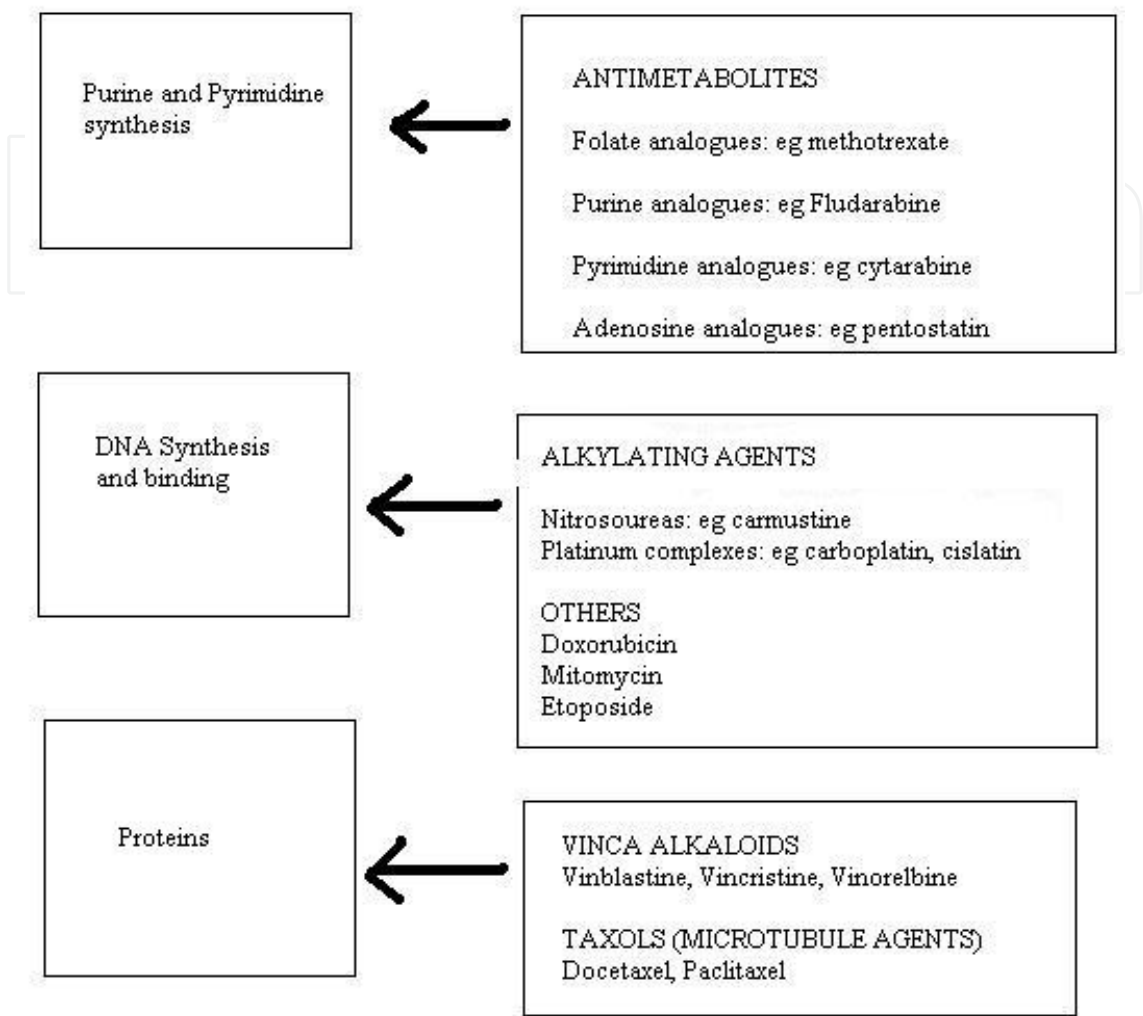 Purine and Pyrimidine
synthesis
ANTIMETABOLITES
Folate analogues: eg methotrexate
Purine analogues: eg Fludarabine
Pyrimidine analogues: eg cytarabine
Adenosine analogues: eg pentostatin
DNA Synthesis
and binding
ALKYLATING AGENTS
Nitrosoureas: eg carmustine
Platinum complexes: eg carboplatin, cislatin
OTHERS
Doxorubicin
Mitomycin
Etoposide
Proteins
VINCA ALKALOIDS
Vinblastine, Vincristine, Vinorelbine
TAXOLS (MICROTUBULE AGENTS)
Docetaxel, Paclitaxel